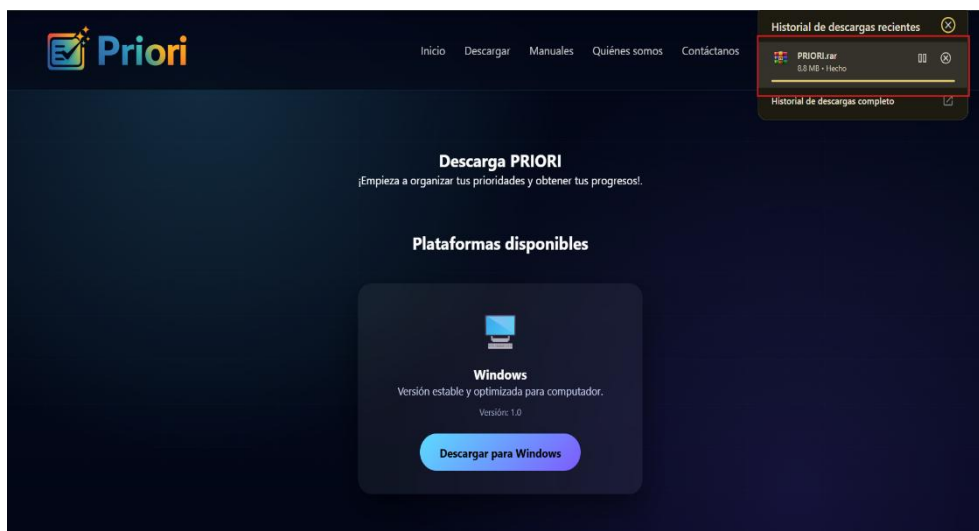 Priori
Inicio Descargar Manuales Quiénes somos Contáctanos
Historial de descargas recientes
PRIORI.rar
8.8 MB • Hecho
Historial de descargas completo
Descarga PRIORI
¡Empieza a organizar tus prioridades y obtener tus progresos!.
Plataformas disponibles
Windows
Versión estable y optimizada para computador.
Versión: 1.0
Descargar para Windows